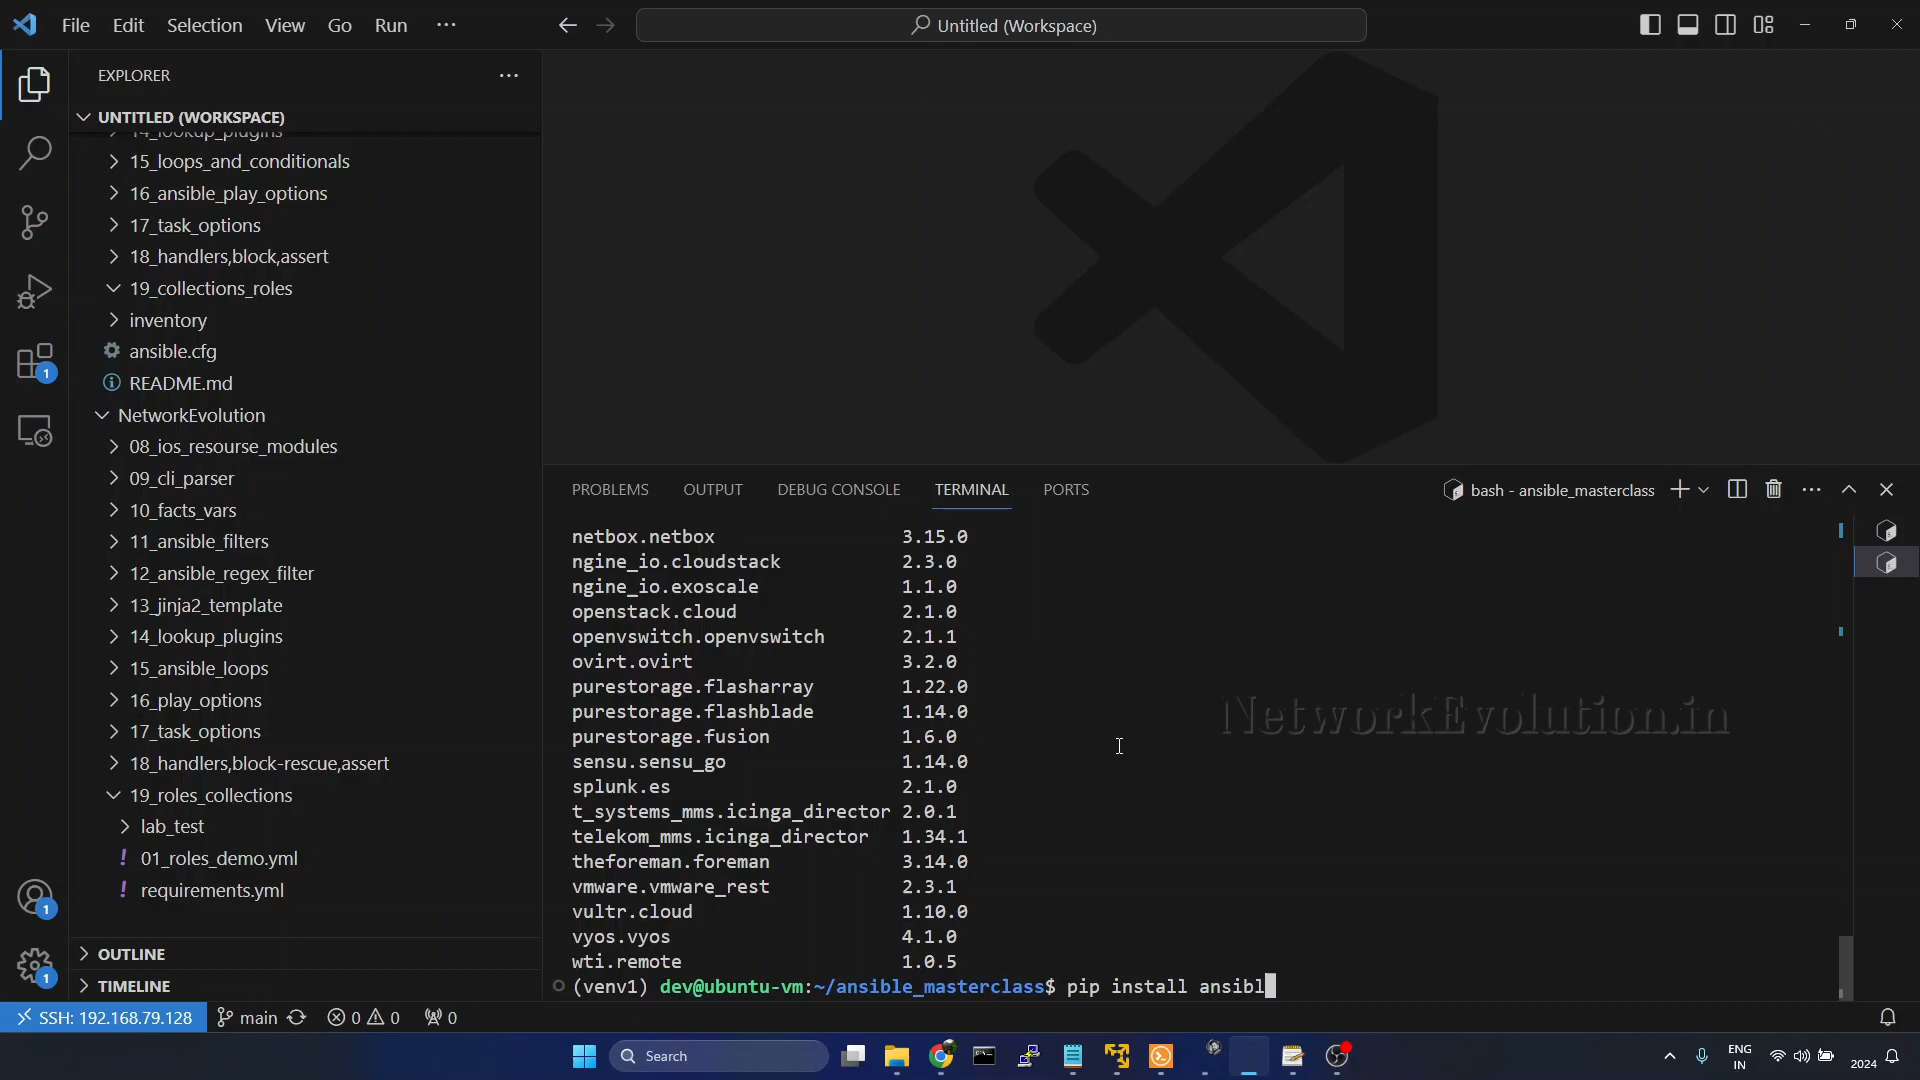 File Edit Selection View Go Run ···
Untitled (Workspace)
EXPLORER
UNTITLED (WORKSPACE)
14_lookup_plugins
15_loops_and_conditionals
16_ansible_play_options
17_task_options
18_handlers,block,assert
19_collections_roles
inventory
ansible.cfg
README.md
NetworkEvolution
08_ios_resourse_modules
09_cli_parser
10_facts_vars
11_ansible_filters
12_ansible_regex_filter
13_jinja2_template
14_lookup_plugins
15_ansible_loops
16_play_options
17_task_options
18_handlers,block-rescue,assert
19_roles_collections
lab_test
! 01_roles_demo.yml
! requirements.yml
OUTLINE
TIMELINE
1
1
1
PROBLEMS OUTPUT DEBUG CONSOLE TERMINAL PORTS
bash - ansible_masterclass
netbox.netbox 3.15.0
ngine_io.cloudstack 2.3.0
ngine_io.exoscale 1.1.0
openstack.cloud 2.1.0
openvswitch.openvswitch 2.1.1
ovirt.ovirt 3.2.0
purestorage.flasharray 1.22.0
purestorage.flashblade 1.14.0
purestorage.fusion 1.6.0
sensu.sensu_go 1.14.0
splunk.es 2.1.0
t_systems_mms.icinga_director 2.0.1
telekom_mms.icinga_director 1.34.1
theforeman.foreman 3.14.0
vmware.vmware_rest 2.3.1
vultr.cloud 1.10.0
vyos.vyos 4.1.0
wti.remote 1.0.5
(venv1) dev@ubuntu-vm:~/ansible_masterclass$ pip install ansibl
NetworkEvolution.in
SSH: 192.168.79.128 main 0 0 0
Search
ENG
IN
2024